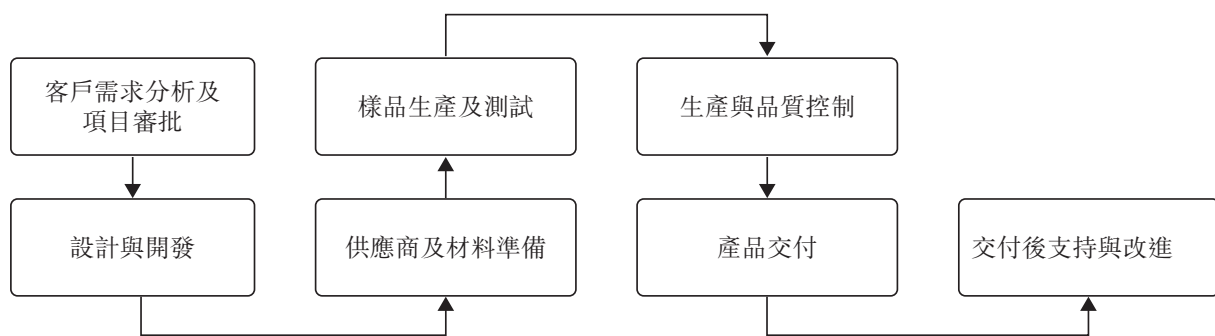 客戶需求分析及
項目審批
設計與開發
供應商及材料準備
樣品生產及測試
生產與品質控制
產品交付
交付後支持與改進